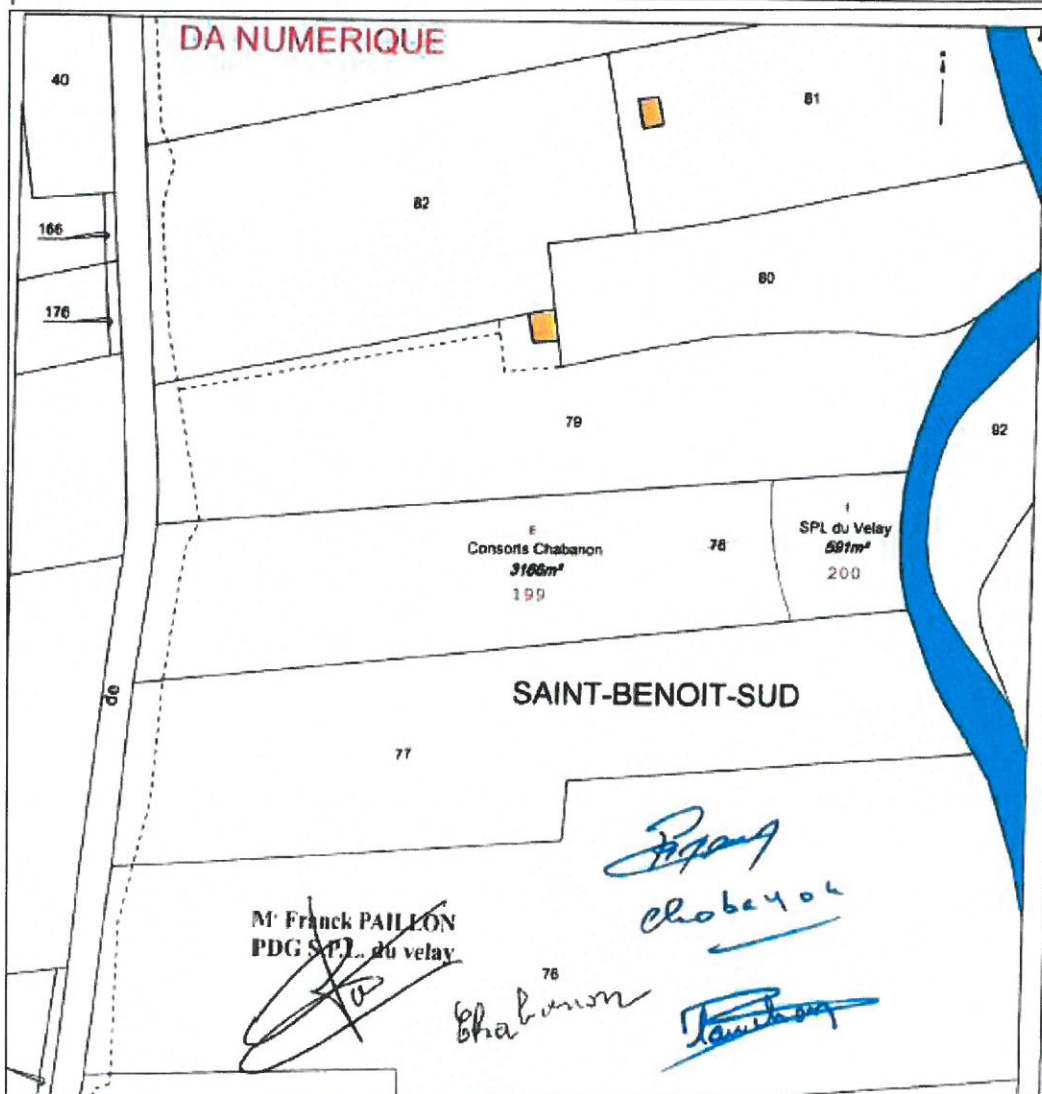 DA NUMERIQUE
40
81
82
166
80
176
79
92
E
Consorts Chabanon
3166m²
199
78
I
SPL du Velay
591m²
200
SAINT-BENOIT-SUD
de
77
Mr Franck PAILLON
PDG S.P.L. du velay
76
Chabanon